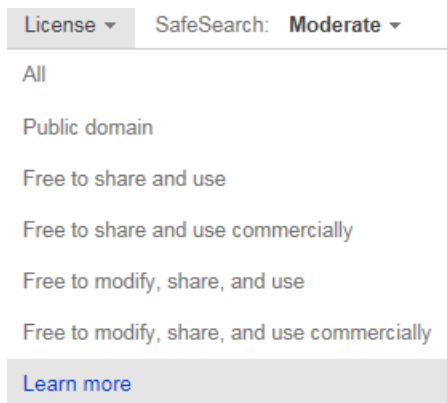 License SafeSearch: Moderate
All
Public domain
Free to share and use
Free to share and use commercially
Free to modify, share, and use
Free to modify, share, and use commercially
Learn more